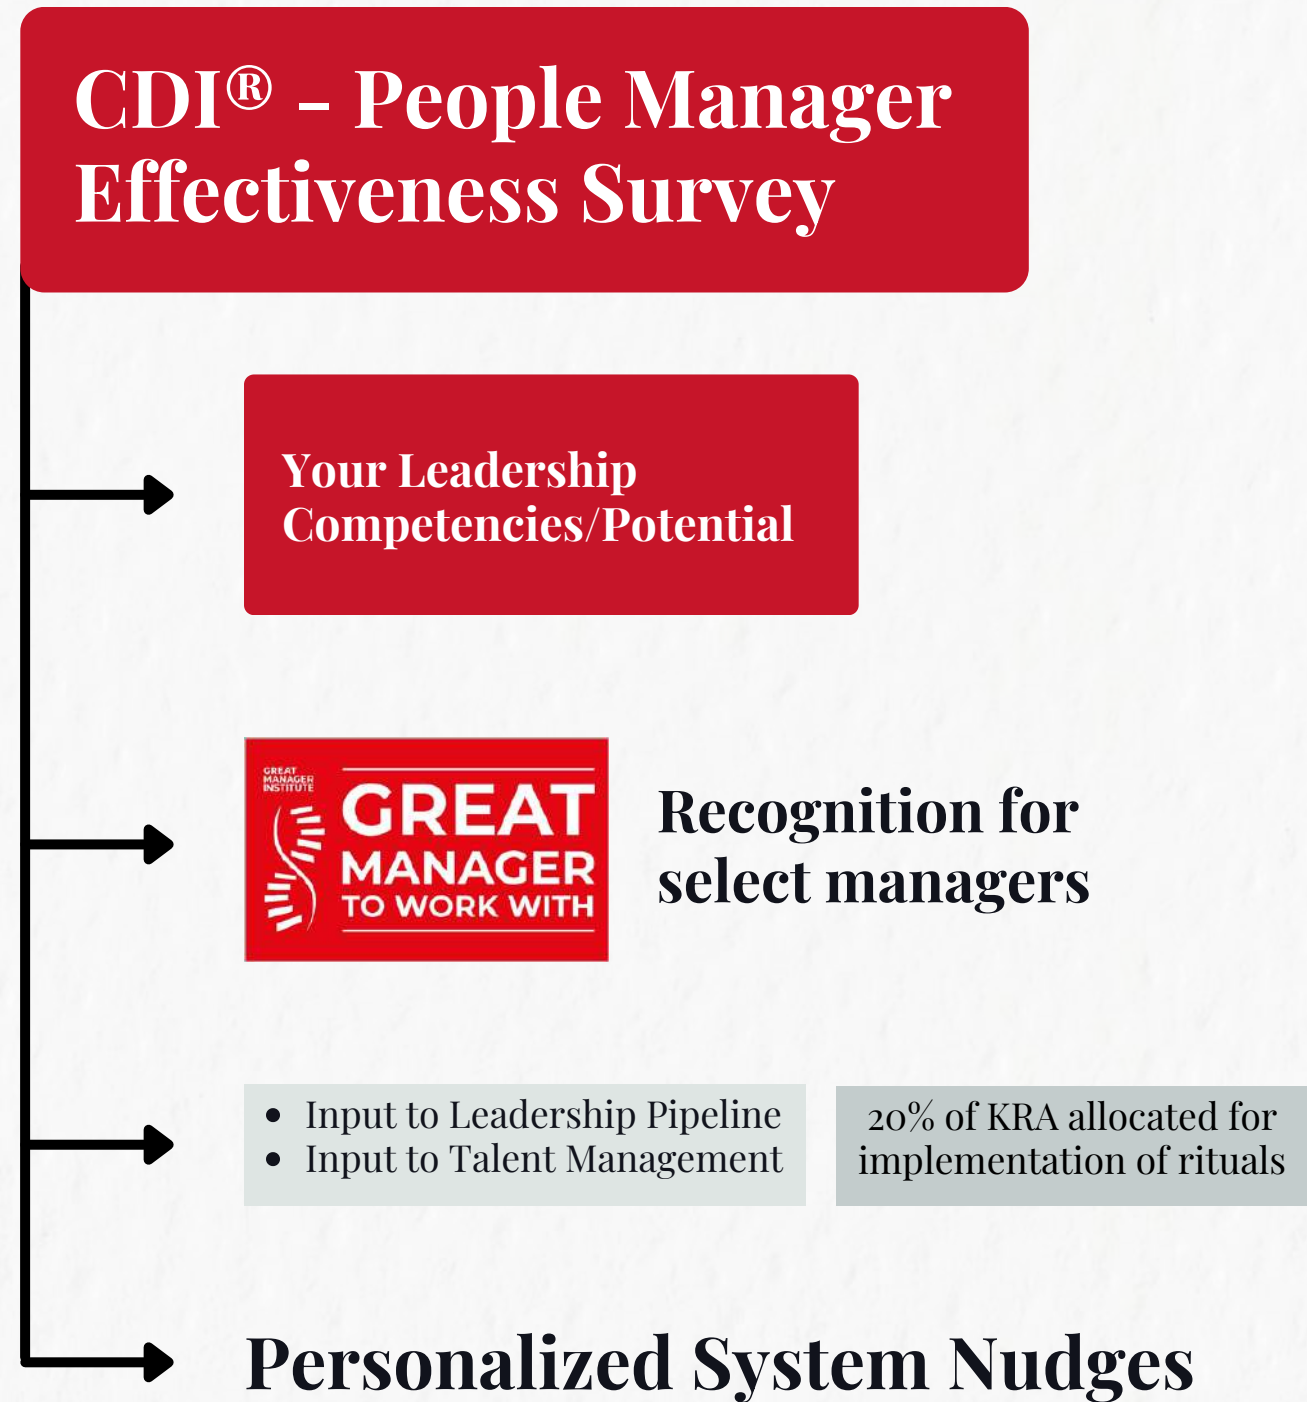 CDI® - People Manager
Effectiveness Survey
Your Leadership
Competencies/Potential
GREAT
MANAGER
INSTITUTE
GREAT
MANAGER
TO WORK WITH
Recognition for
select managers
• Input to Leadership Pipeline
• Input to Talent Management
20% of KRA allocated for
implementation of rituals
Personalized System Nudges